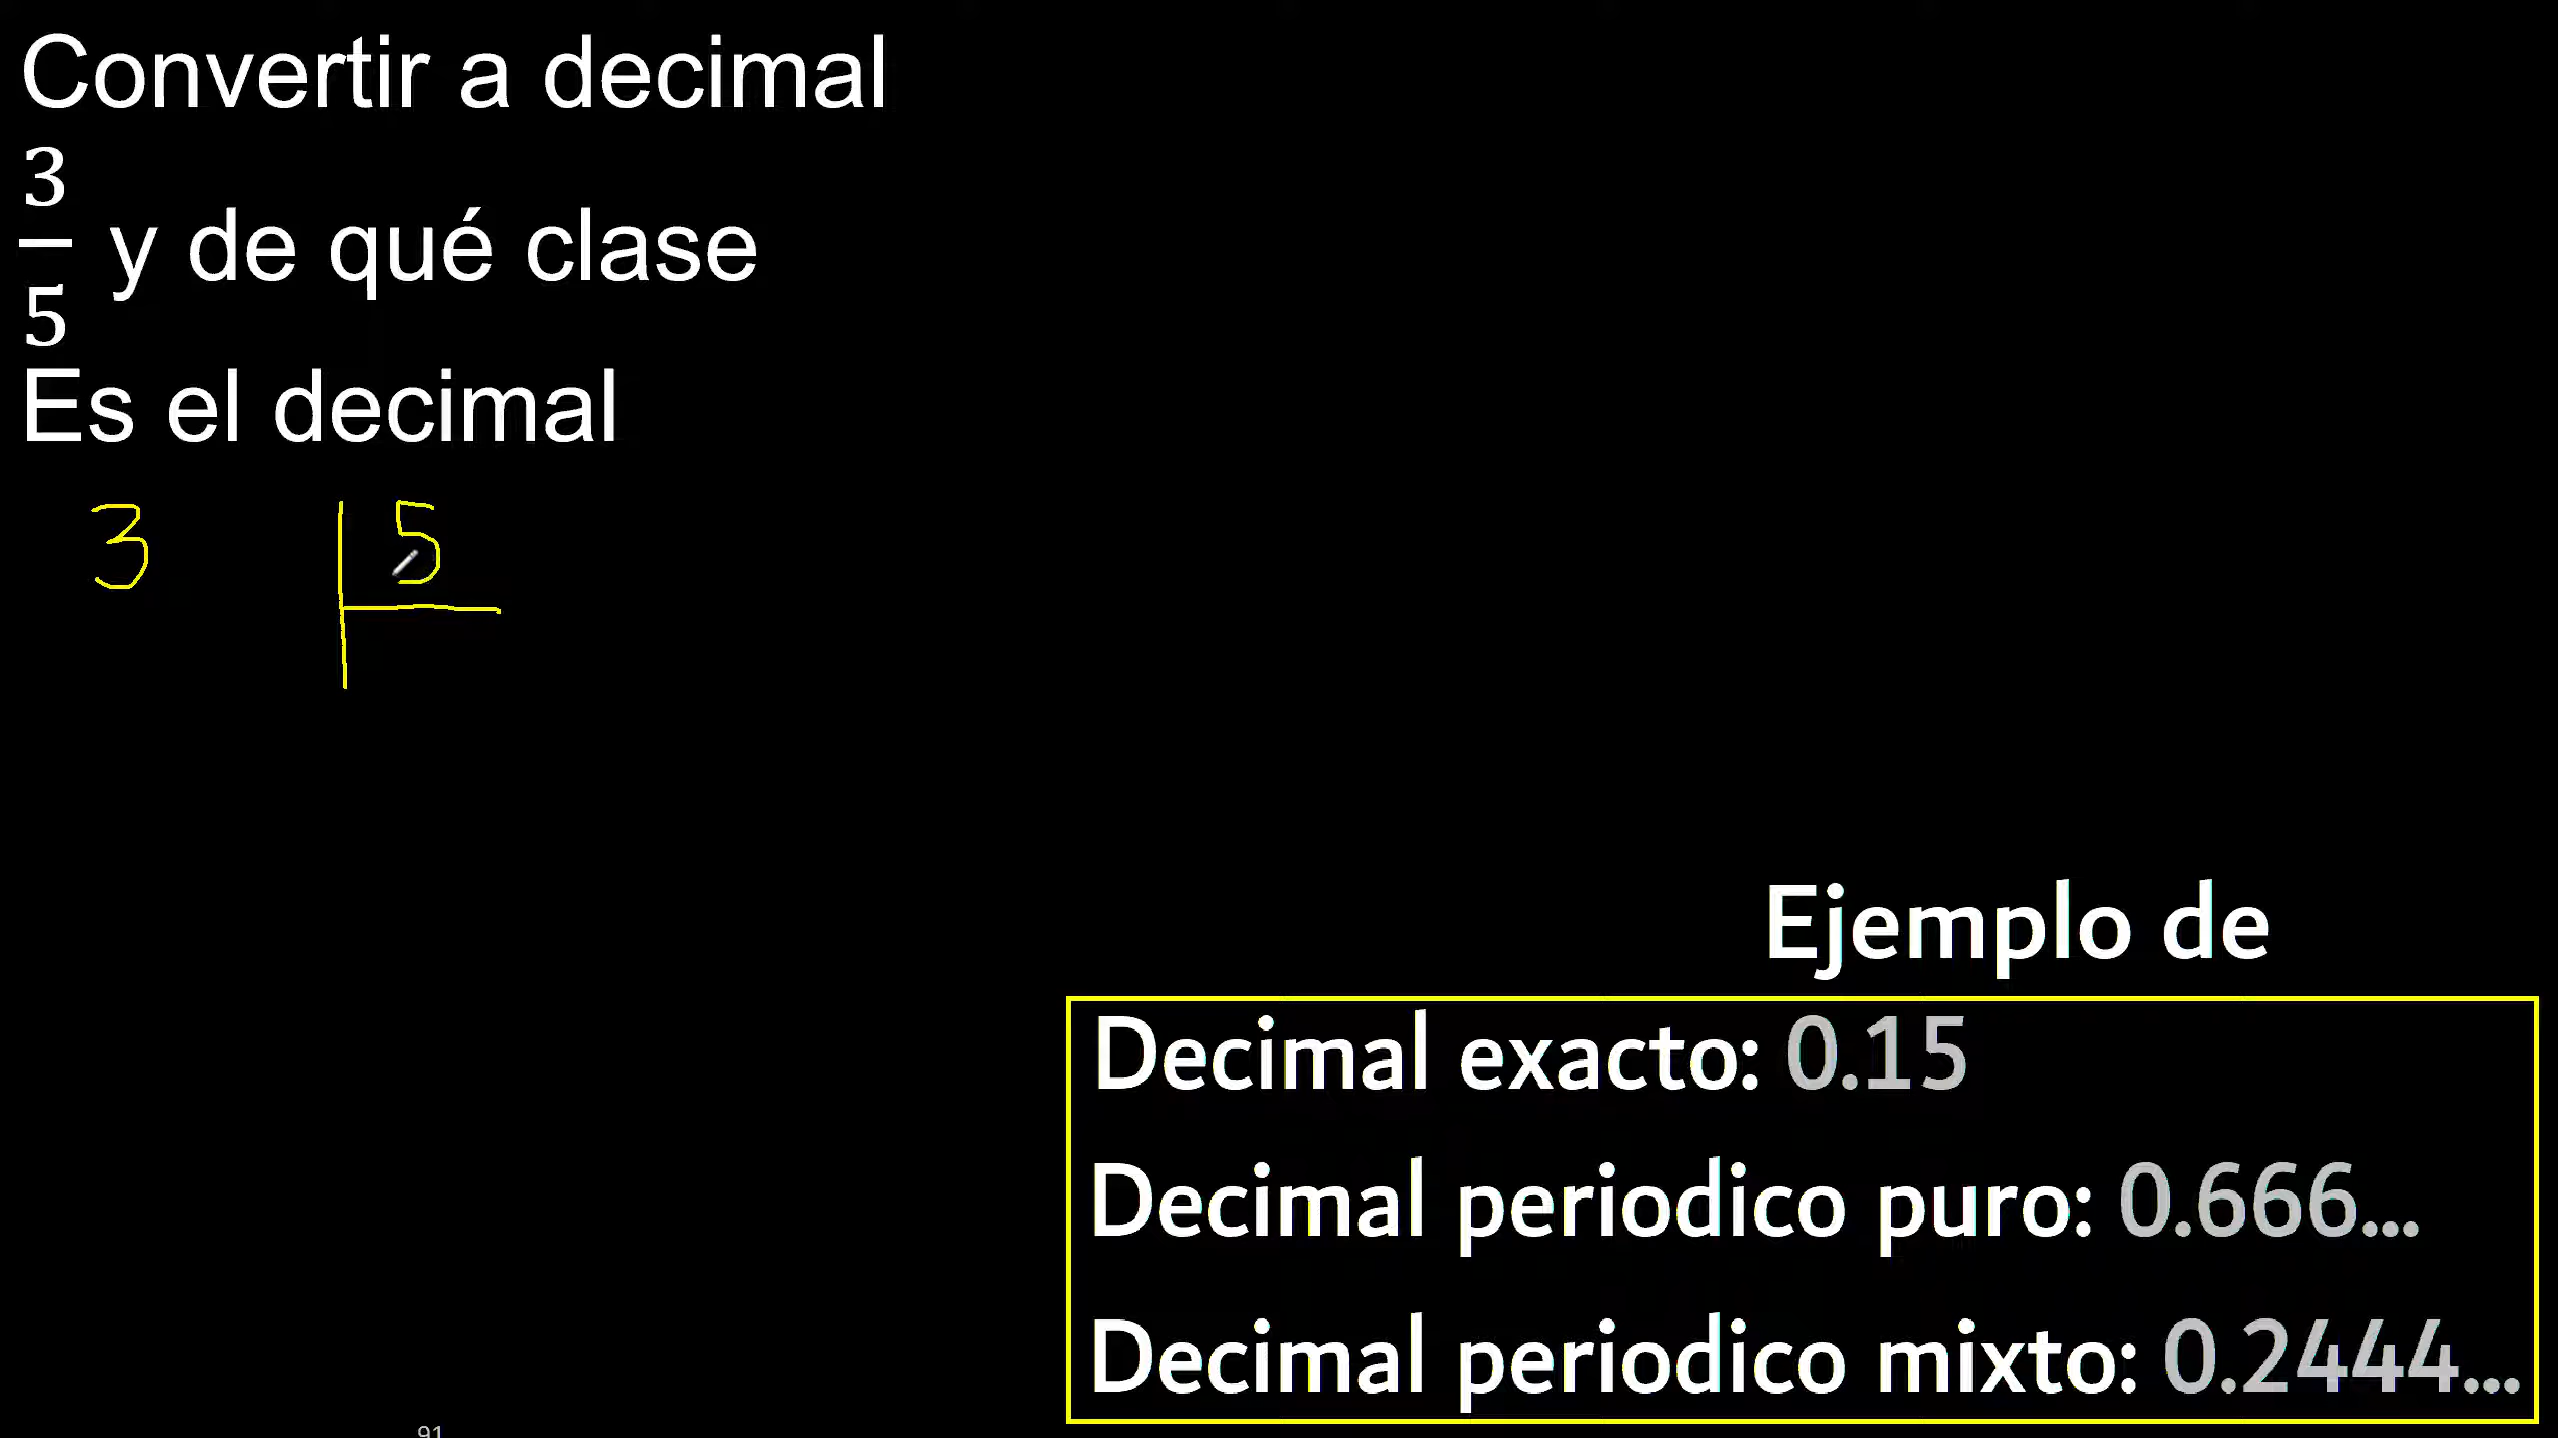 Convertir a decimal
3
5
y de qué clase
Es el decimal
3 5
Ejemplo de
Decimal exacto: 0.15
Decimal periodico puro: 0.666...
Decimal periodico mixto: 0.2444...
91